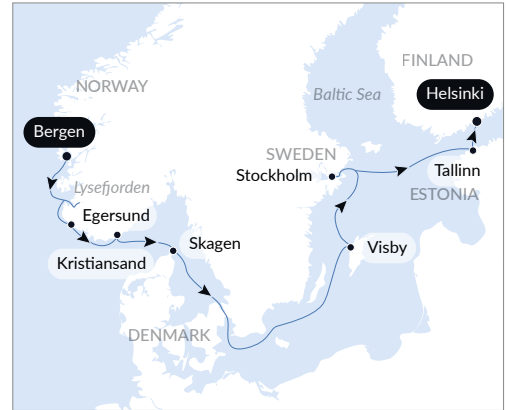 FINLAND
NORWAY
Baltic Sea
Helsinki
Bergen
SWEDEN
Stockholm
Tallinn
Lysefjorden
ESTONIA
Egersund
Skagen
Visby
Kristiansand
DENMARK